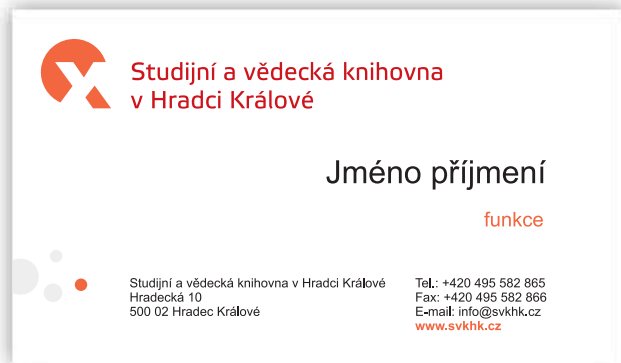 Studijní a vědecká knihovna
v Hradci Králové
Jméno příjmení
funkce
Studijní a vědecká knihovna v Hradci Králové
Hradecká 10
500 02 Hradec Králové
Tel.: +420 495 582 865
Fax: +420 495 582 866
E-mail: info@svkhk.cz
www.svkhk.cz